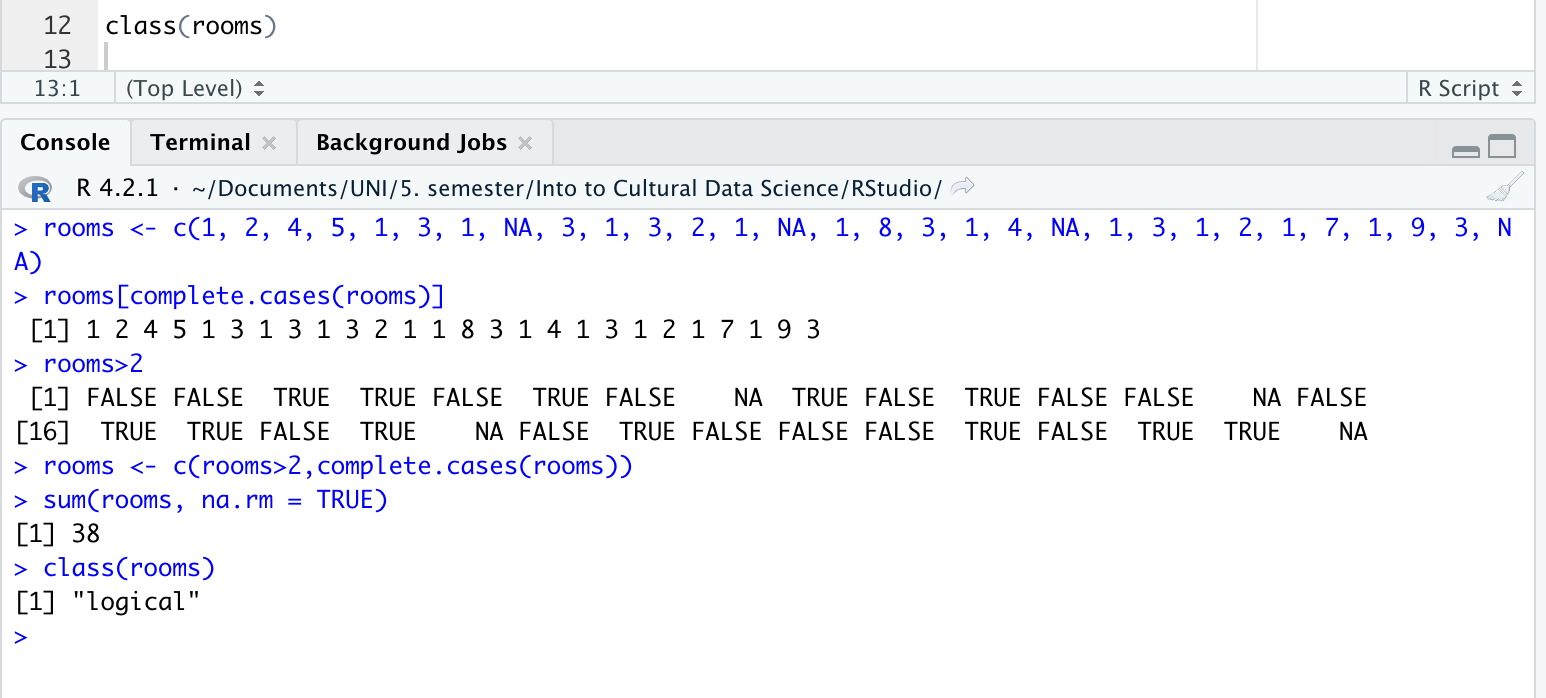 12 class(rooms)
13
13:1 (Top Level) R Script
Console Terminal Background Jobs
R 4.2.1 · ~/Documents/UNI/5. semester/Into to Cultural Data Science/RStudio/
> rooms <- c(1, 2, 4, 5, 1, 3, 1, NA, 3, 1, 3, 2, 1, NA, 1, 8, 3, 1, 4, NA, 1, 3, 1, 2, 1, 7, 1, 9, 3, N
A)
> rooms[complete.cases(rooms)]
 [1] 1 2 4 5 1 3 1 3 1 3 2 1 1 8 3 1 4 1 3 1 2 1 7 1 9 3
> rooms>2
 [1] FALSE FALSE  TRUE  TRUE FALSE  TRUE FALSE    NA  TRUE FALSE  TRUE FALSE FALSE    NA FALSE
[16]  TRUE  TRUE FALSE  TRUE    NA FALSE  TRUE FALSE FALSE FALSE  TRUE FALSE  TRUE  TRUE    NA
> rooms <- c(rooms>2,complete.cases(rooms))
> sum(rooms, na.rm = TRUE)
[1] 38
> class(rooms)
[1] "logical"
>